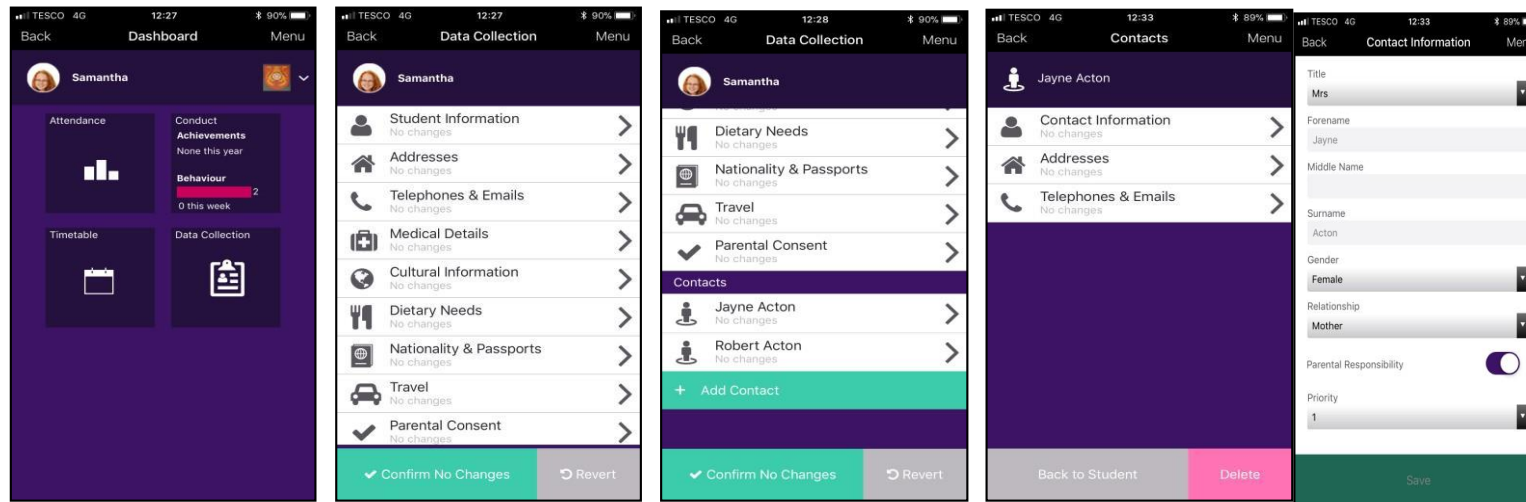 TESCO 4G 12:27 90%
Back Dashboard Menu
Samantha
Attendance
Conduct
Achievements
None this year
Behaviour
2
0 this week
Timetable
Data Collection
TESCO 4G 12:27 90%
Back Data Collection Menu
Samantha
Student Information
No changes
Addresses
No changes
Telephones & Emails
No changes
Medical Details
No changes
Cultural Information
No changes
Dietary Needs
No changes
Nationality & Passports
No changes
Travel
No changes
Parental Consent
No changes
Confirm No Changes Revert
TESCO 4G 12:28 90%
Back Data Collection Menu
Samantha
Dietary Needs
No changes
Nationality & Passports
No changes
Travel
No changes
Parental Consent
No changes
Contacts
Jayne Acton
No changes
Robert Acton
No changes
+ Add Contact
Confirm No Changes Revert
TESCO 4G 12:33 89%
Back Contacts Menu
Jayne Acton
Contact Information
No changes
Addresses
No changes
Telephones & Emails
No changes
Back to Student Delete
TESCO 4G 12:33 89%
Back Contact Information
Title
Mrs
Forename
Jayne
Middle Name
Surname
Acton
Gender
Female
Relationship
Mother
Parental Responsibility
Priority
1
Save